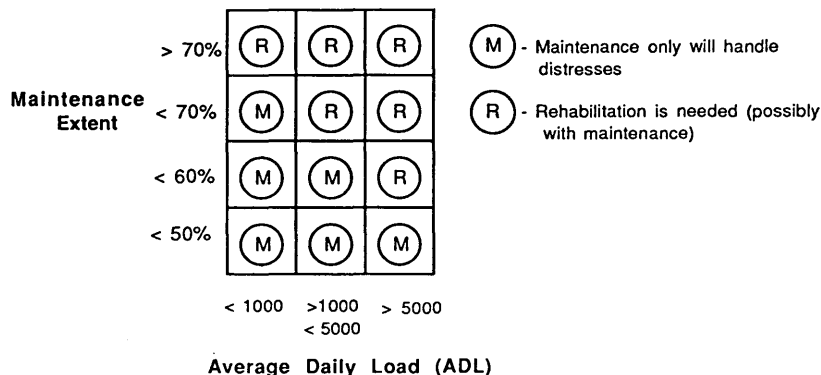 > 70% R R R
Maintenance Extent
< 70% M R R
< 60% M M R
< 50% M M M
< 1000 >1000 > 5000
< 5000
Average Daily Load (ADL)
M - Maintenance only will handle
distresses
R - Rehabilitation is needed (possibly
with maintenance)